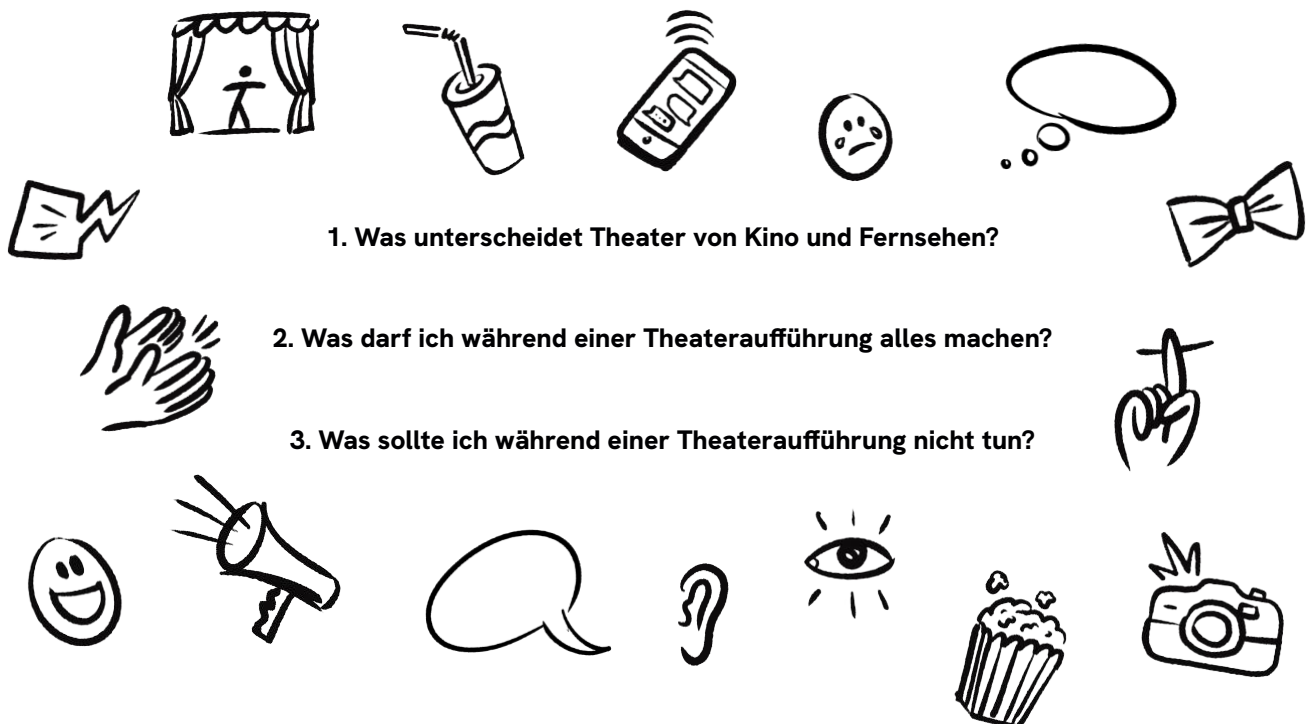 1. Was unterscheidet Theater von Kino und Fernsehen?
2. Was darf ich während einer Theateraufführung alles machen?
3. Was sollte ich während einer Theateraufführung nicht tun?